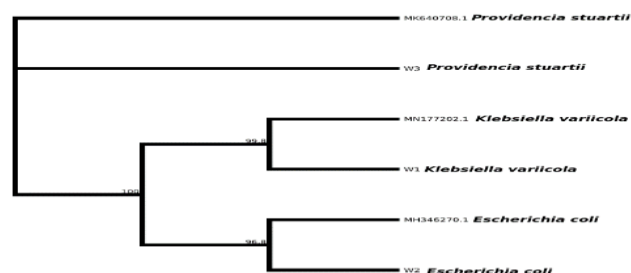 MK640708.1 Providencia stuartii
W3 Providencia stuartii
MN177202.1 Klebsiella variicola
99.8
W1 Klebsiella variicola
100
MH346270.1 Escherichia coli
96.8
W2 Escherichia coli